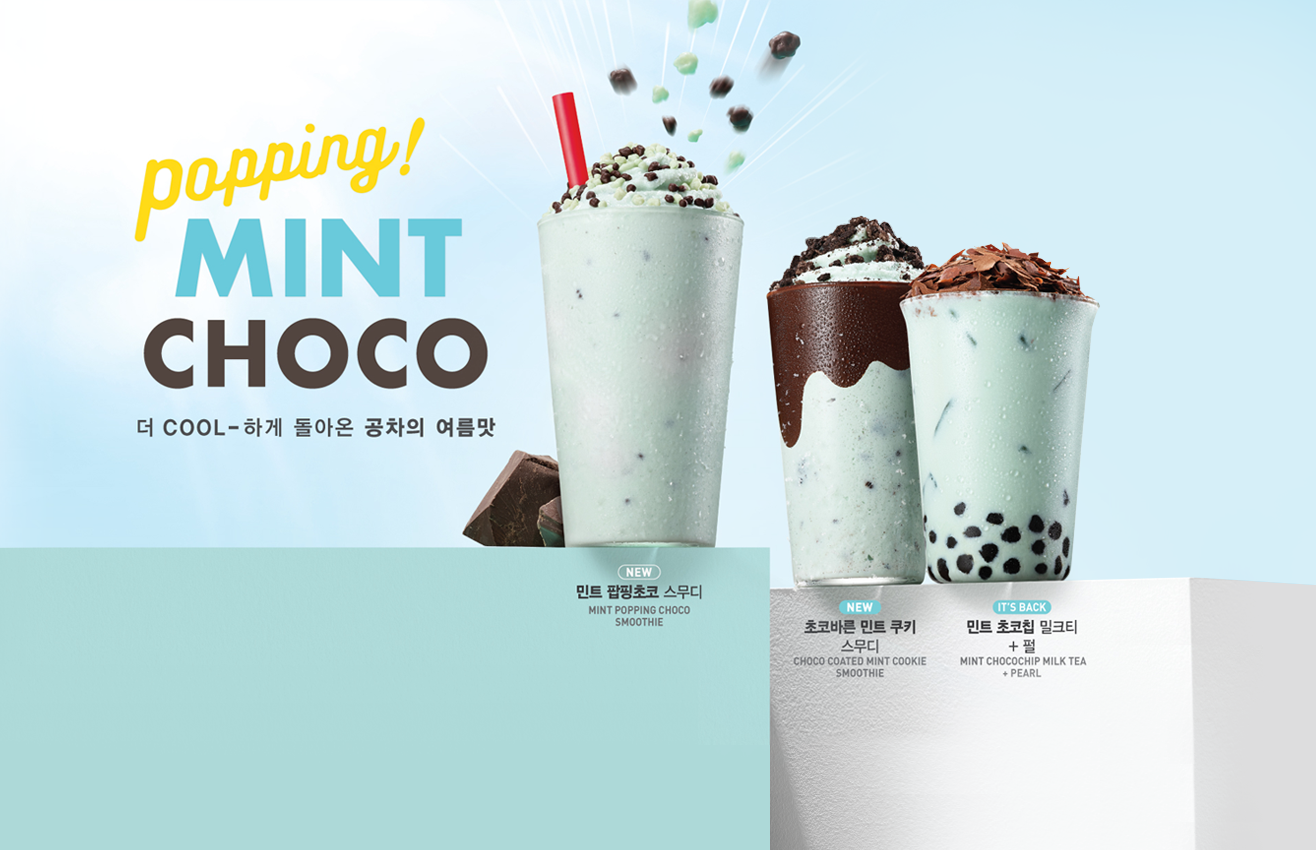 popping!
MINT
CHOCO
더 COOL-하게 돌아온 공차의 여름맛
NEW
민트 팝핑초코 스무디
MINT POPPING CHOCO
SMOOTHIE
NEW
초코바른 민트 쿠키
스무디
CHOCO COATED MINT COOKIE
SMOOTHIE
IT'S BACK
민트 초코칩 밀크티
+ 펄
MINT CHOCOCHIP MILK TEA
+ PEARL